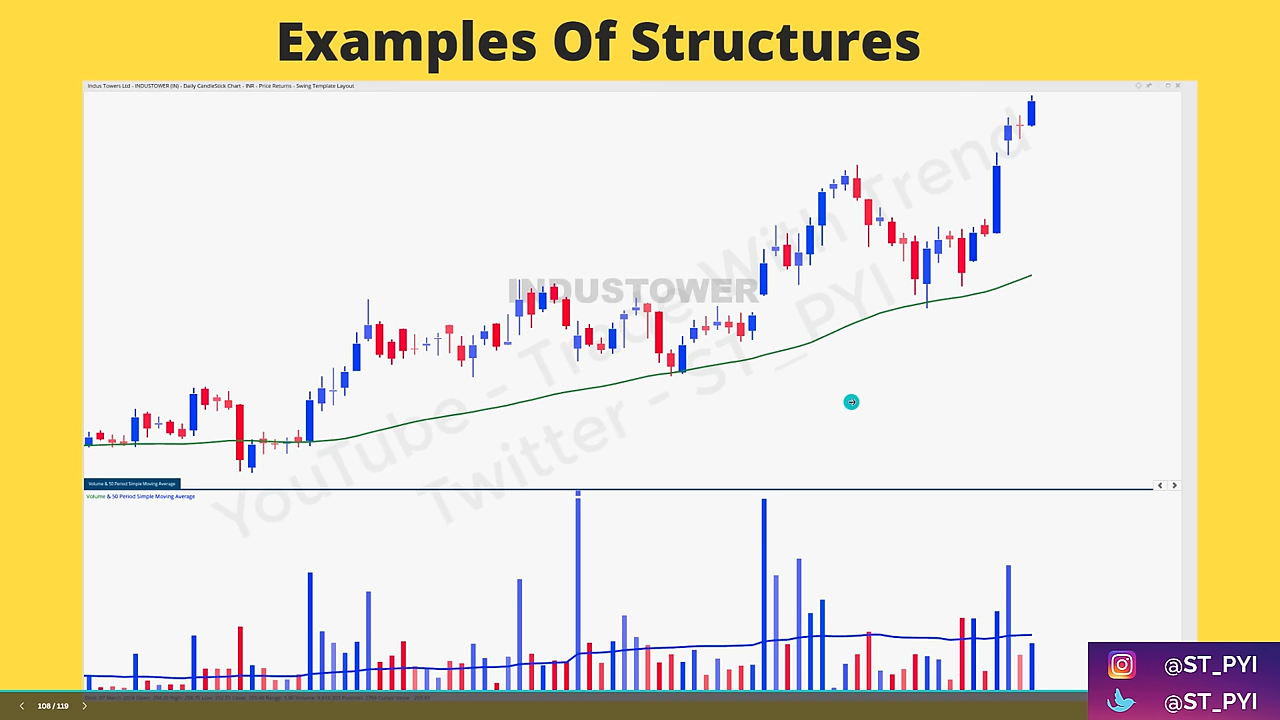 Examples Of Structures
Indus Towers Ltd - INDUSTOWER (IN) - Daily CandleStick Chart - INR - Price Returns - Swing Template Layout
INDUSTOWER
YouTube - Trade With Trend
Twitter - ST_PYI
Volume & 50 Period Simple Moving Average
Volume & 50 Period Simple Moving Average
108 / 119
@ST_PYI
@ST_PYI